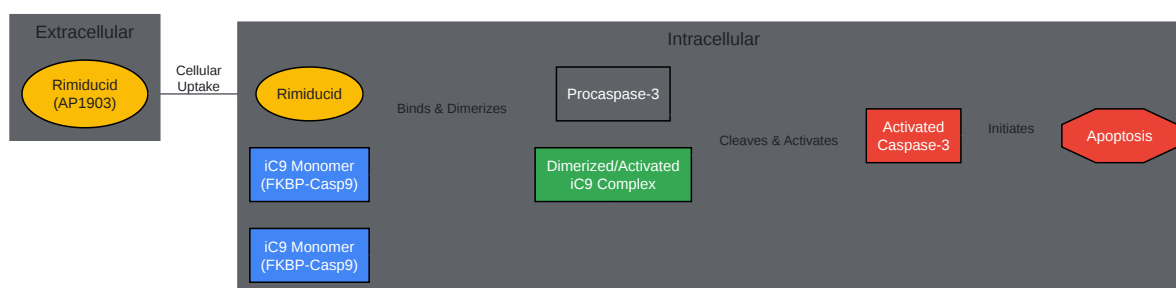 Extracellular
Rimiducid
(AP1903)
Cellular
Uptake
Intracellular
Rimiducid
iC9 Monomer
(FKBP-Casp9)
iC9 Monomer
(FKBP-Casp9)
Binds & Dimerizes
Procaspase-3
Dimerized/Activated
iC9 Complex
Cleaves & Activates
Activated
Caspase-3
Initiates
Apoptosis